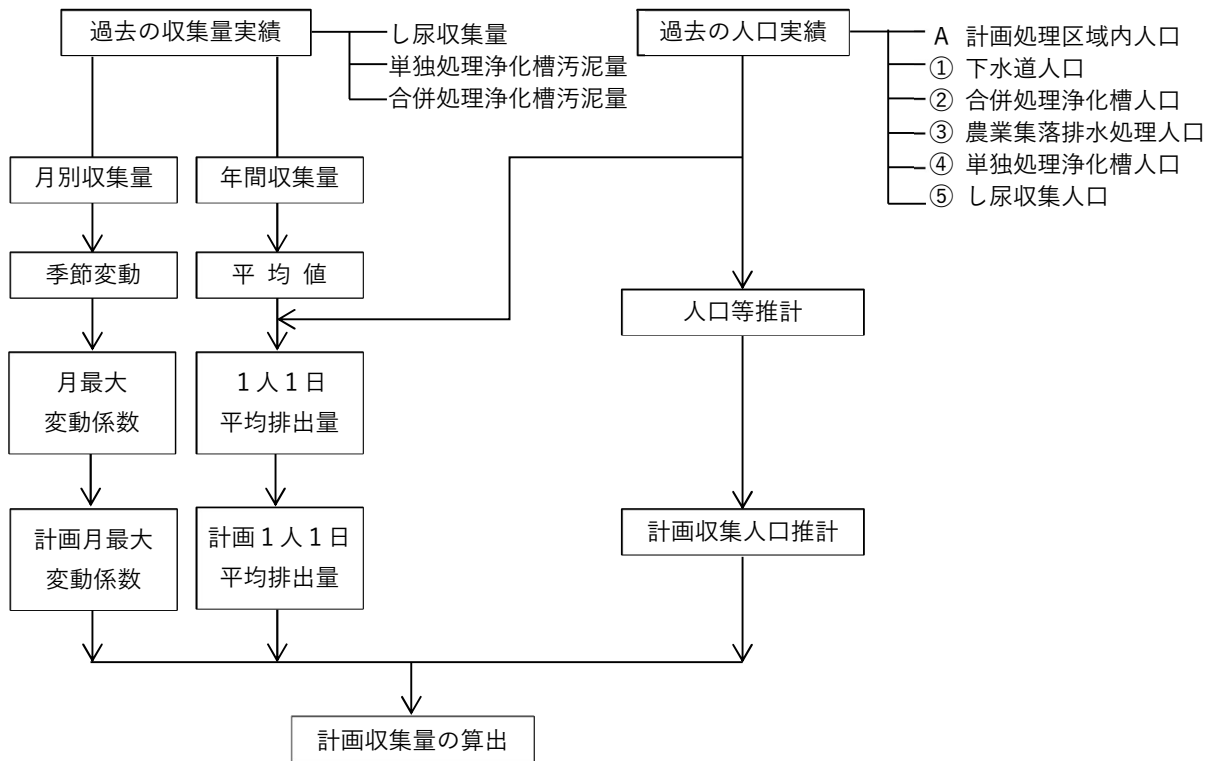 過去の収集量実績
し尿収集量
単独処理浄化槽汚泥量
合併処理浄化槽汚泥量
過去の人口実績
A 計画処理区域内人口
① 下水道人口
② 合併処理浄化槽人口
③ 農業集落排水処理人口
④ 単独処理浄化槽人口
⑤ し尿収集人口
月別収集量
年間収集量
季節変動
平 均 値
人口等推計
月最大
変動係数
１人１日
平均排出量
計画月最大
変動係数
計画１人１日
平均排出量
計画収集人口推計
計画収集量の算出